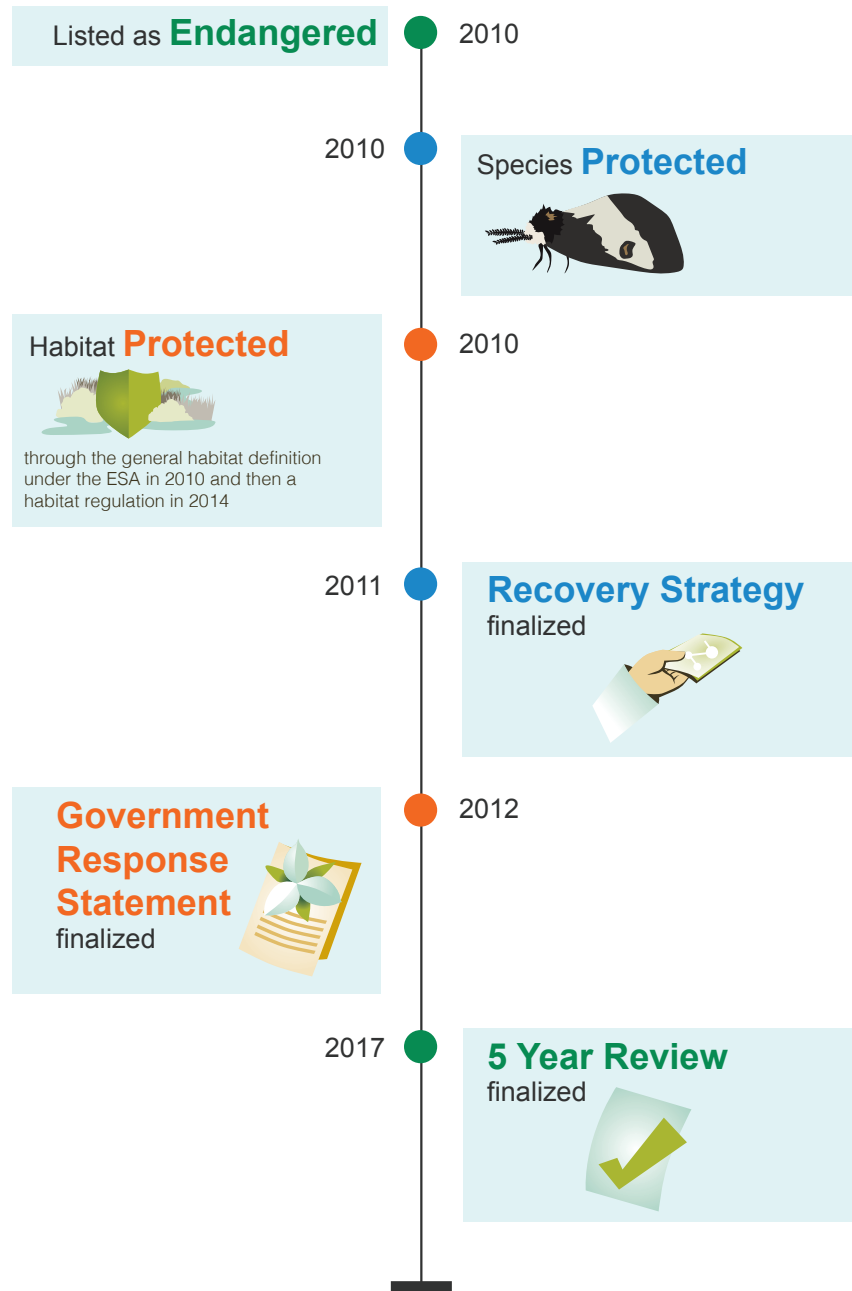 Listed as Endangered
2010
2010
Species Protected
Habitat Protected
through the general habitat definition
under the ESA in 2010 and then a
habitat regulation in 2014
2010
2011
Recovery Strategy
finalized
Government
Response
Statement
finalized
2012
2017
5 Year Review
finalized